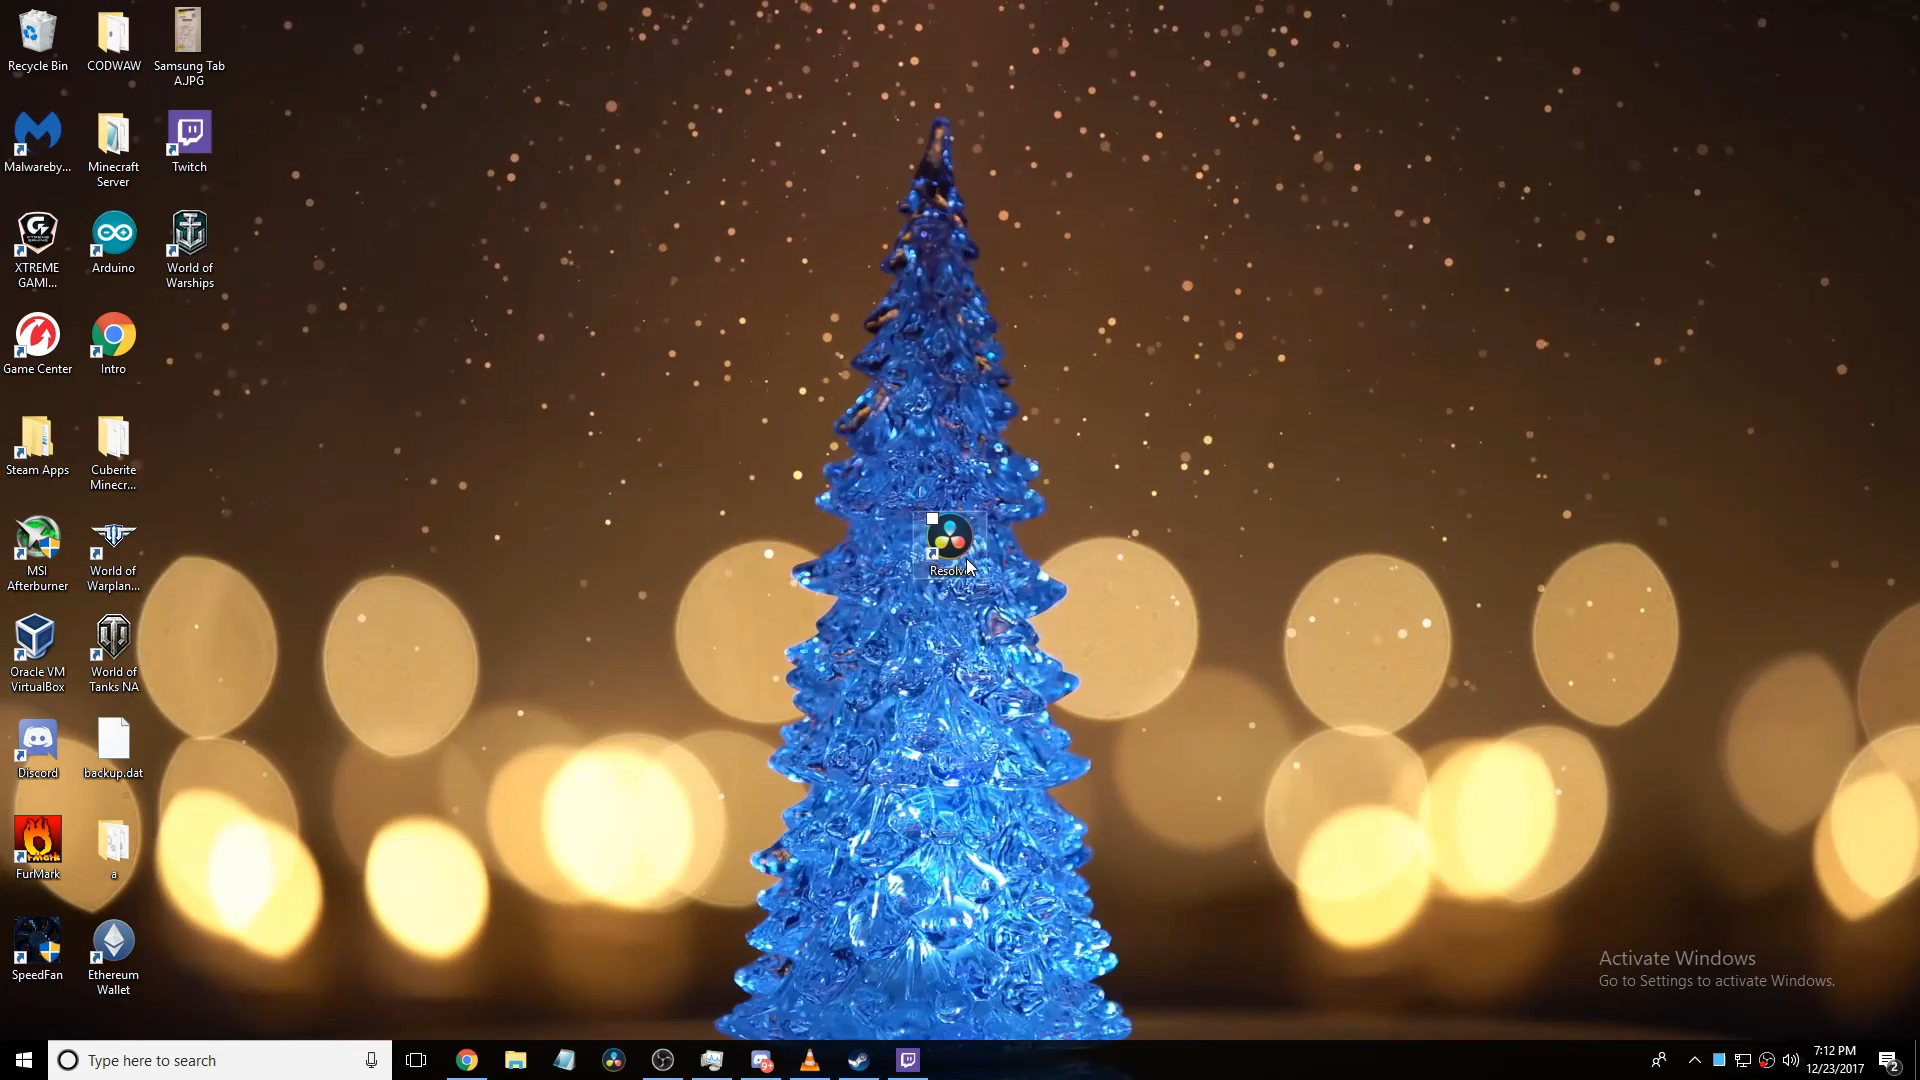 Recycle Bin
CODWAW
Samsung Tab
A.JPG
Malwareby...
Minecraft
Server
Twitch
XTREME
GAMI...
Arduino
World of
Warships
Game Center
Intro
Steam Apps
Cuberite
Minecr...
MSI
Afterburner
World of
Warplan...
Resolve
Oracle VM
VirtualBox
World of
Tanks NA
Discord
backup.dat
FurMark
a
SpeedFan
Ethereum
Wallet
Activate Windows
Go to Settings to activate Windows.
Type here to search
9+
7:12 PM
12/23/2017
2